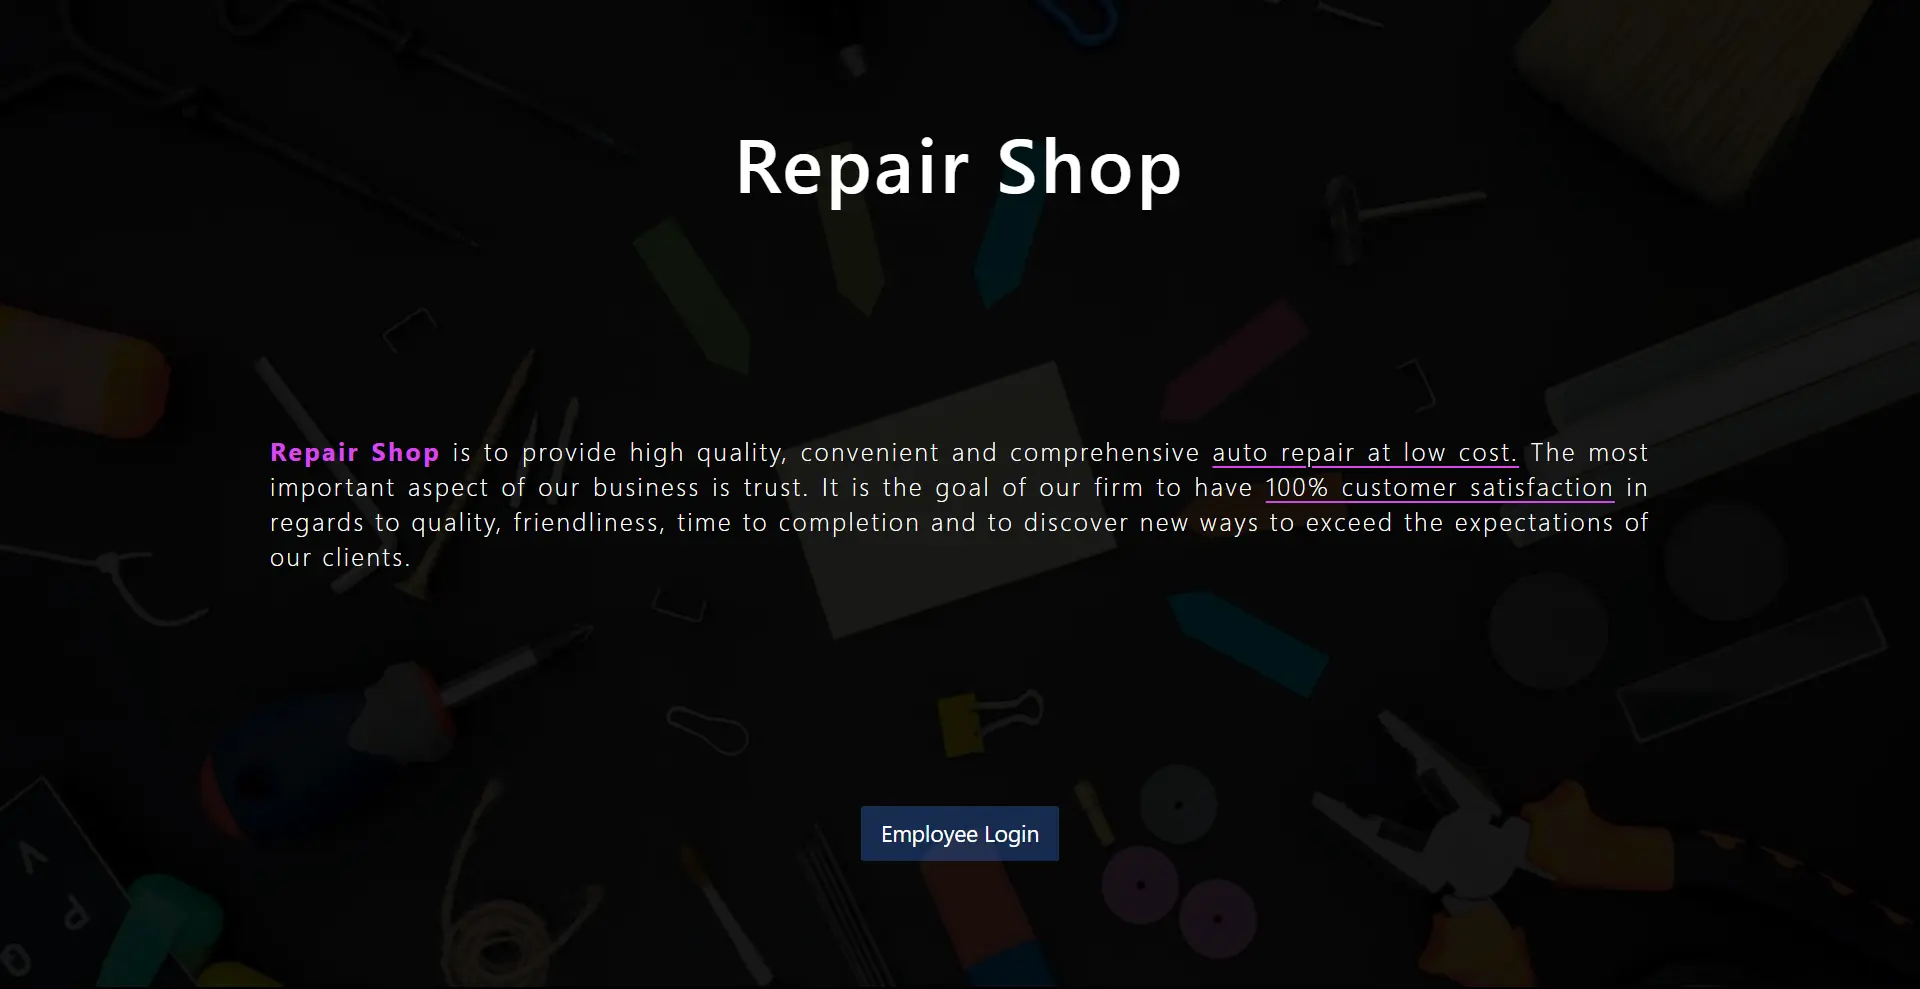 Repair Shop
Repair Shop is to provide high quality, convenient and comprehensive auto repair at low cost. The most
important aspect of our business is trust. It is the goal of our firm to have 100% customer satisfaction in
regards to quality, friendliness, time to completion and to discover new ways to exceed the expectations of
our clients.
Employee Login